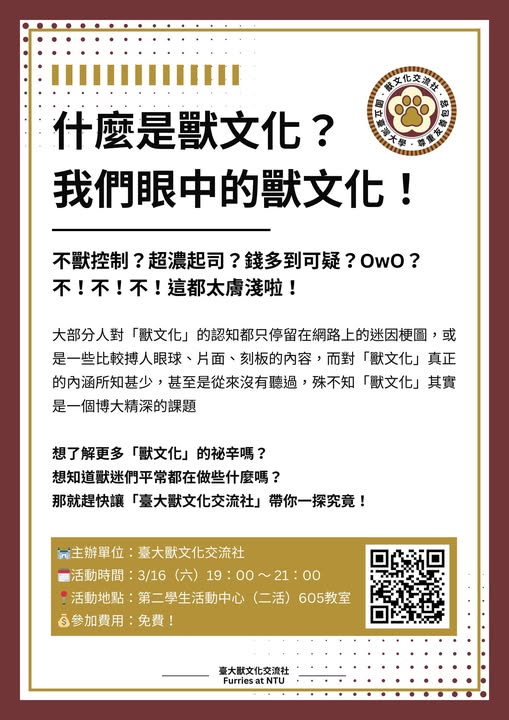 什麼是獸文化？
我們眼中的獸文化！
獸文化交流社
國立臺灣大學
尊重友善包容
不獸控制？超濃起司？錢多到可疑？OwO？
不！不！不！這都太膚淺啦！
大部分人對「獸文化」的認知都只停留在網路上的迷因梗圖，或
是一些比較搏人眼球、片面、刻板的內容，而對「獸文化」真正
的內涵所知甚少，甚至是從來沒有聽過，殊不知「獸文化」其實
是一個博大精深的課題
想了解更多「獸文化」的祕辛嗎？
想知道獸迷們平常都在做些什麼嗎？
那就趕快讓「臺大獸文化交流社」帶你一探究竟！
主辦單位：臺大獸文化交流社
活動時間：3/16（六）19：00 ～ 21：00
活動地點：第二學生活動中心（二活）605教室
參加費用：免費！
臺大獸文化交流社
Furries at NTU